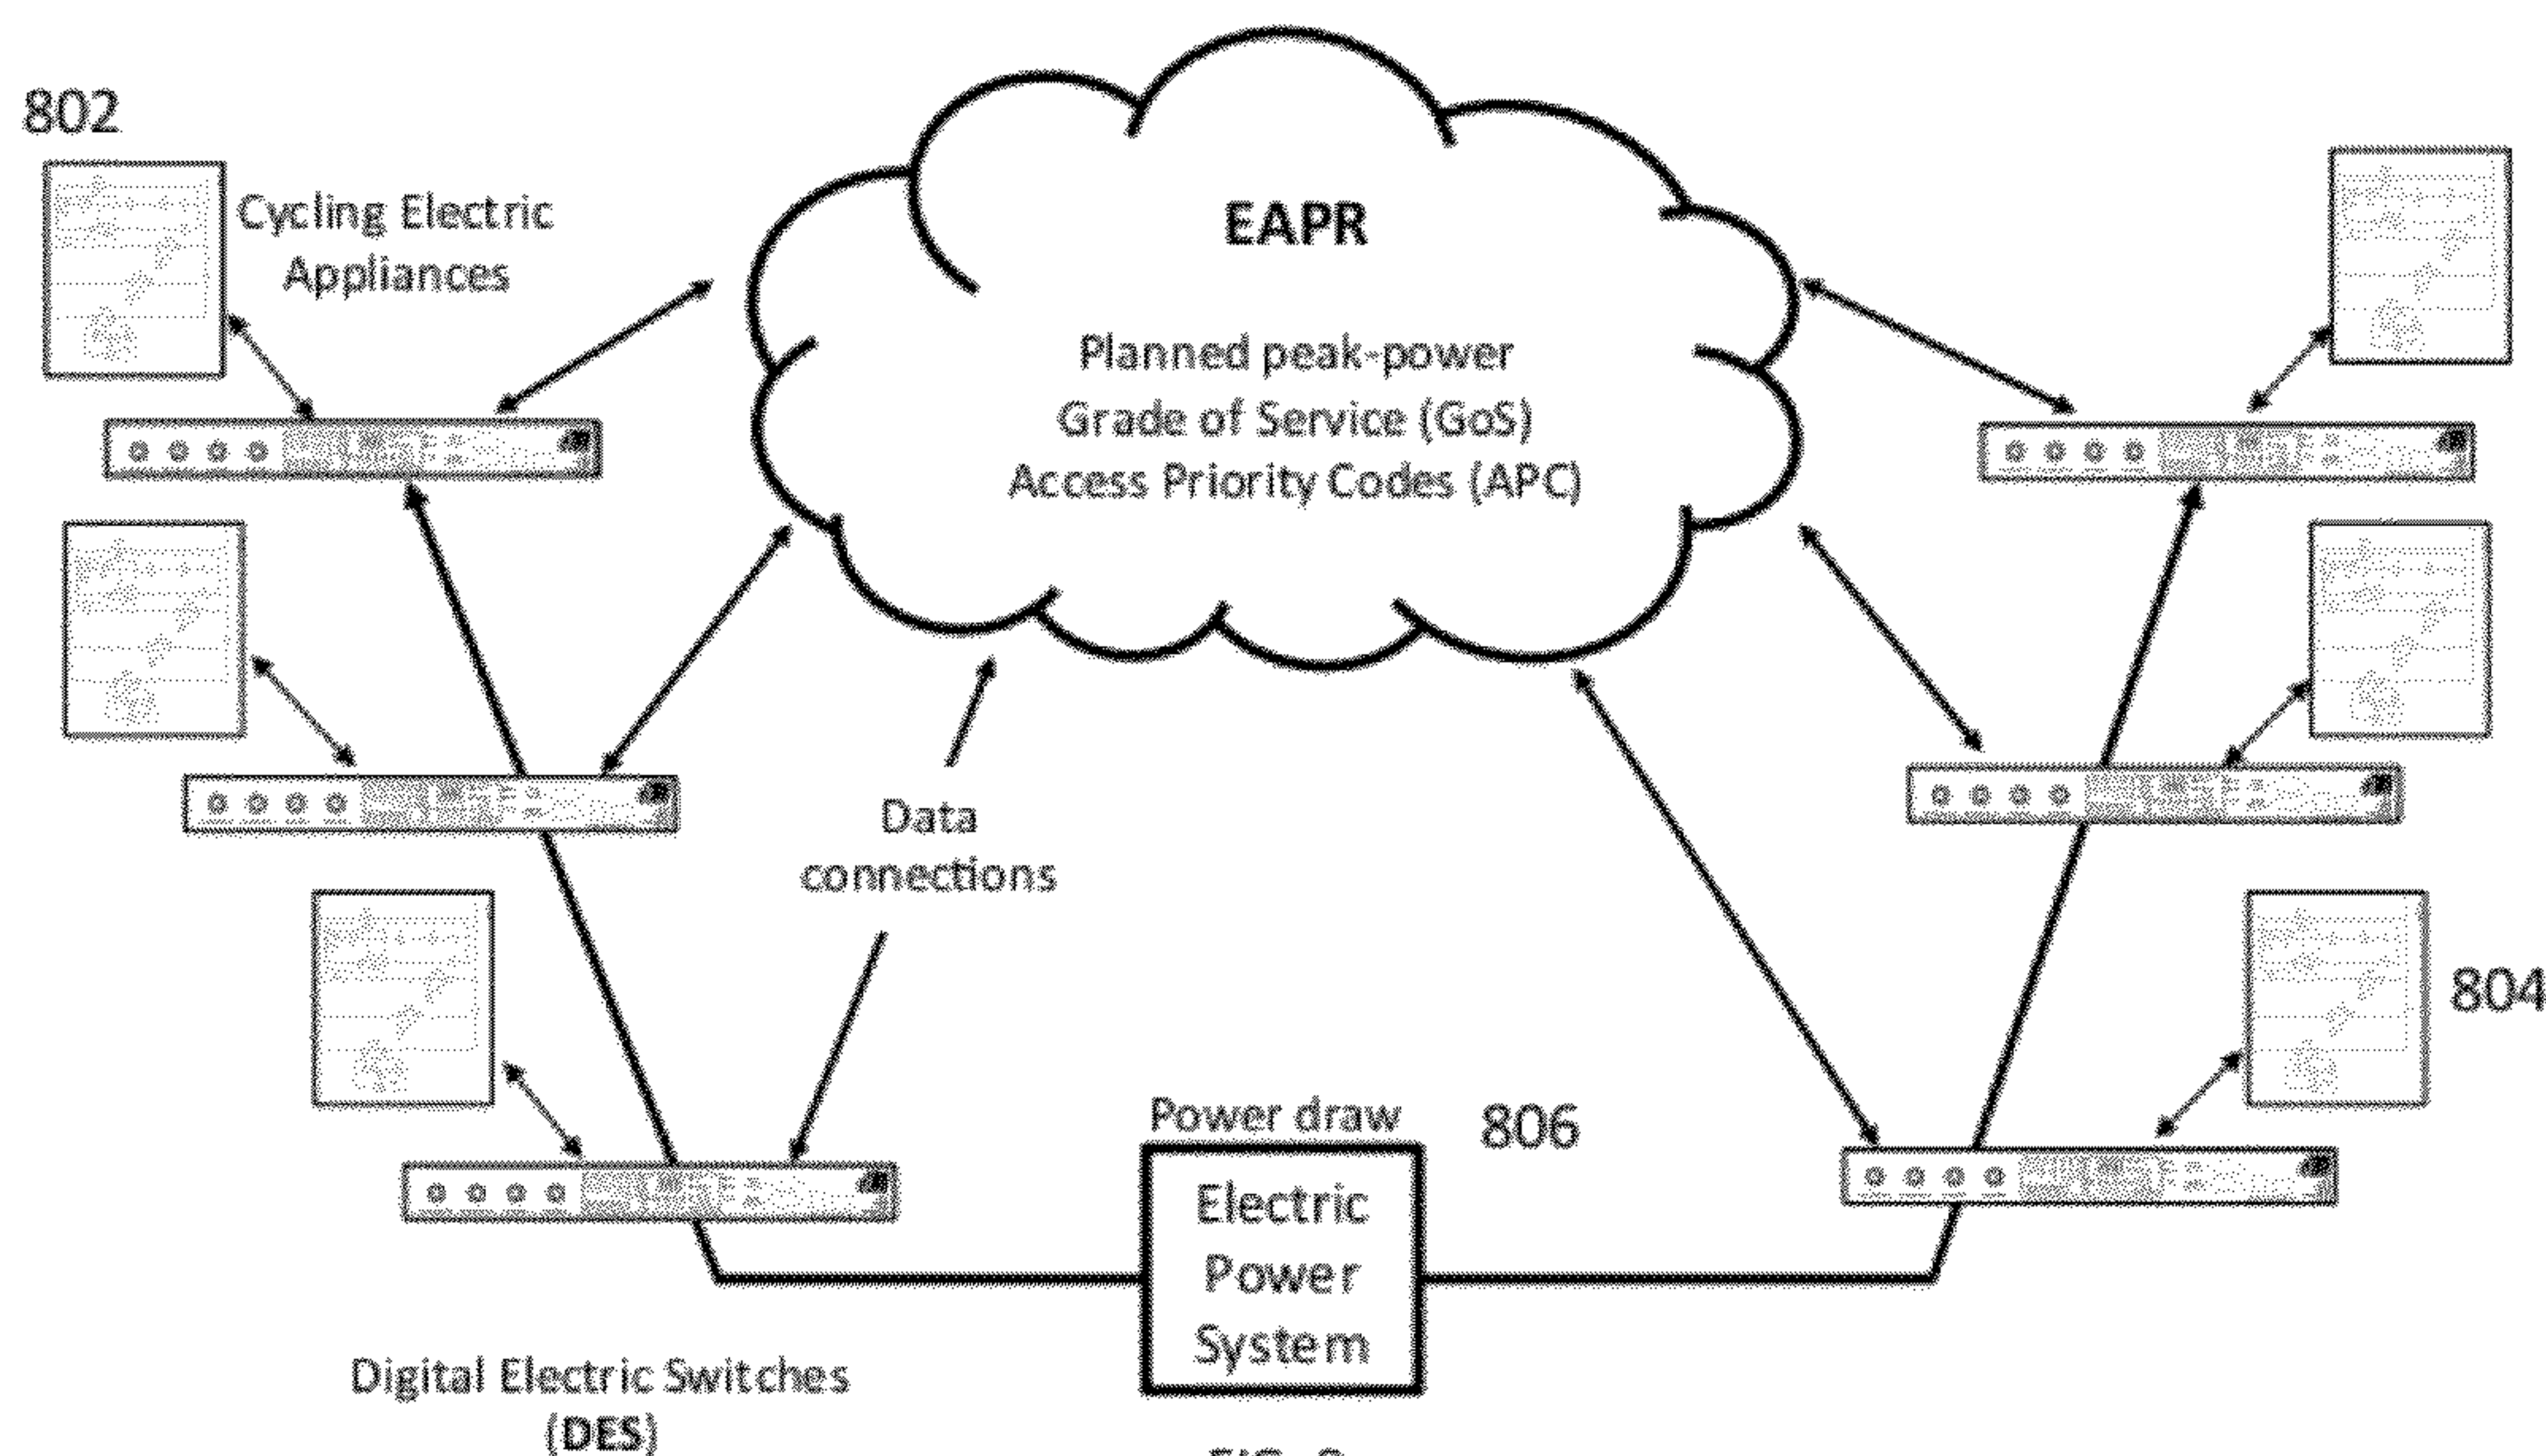 802
Cycling Electric
Appliances
EAPR
Planned peak-power
Grade of Service (GoS)
Access Priority Codes (APC)
Data
connections
804
Power draw
806
Electric
Power
System
Digital Electric Switches
(DES)